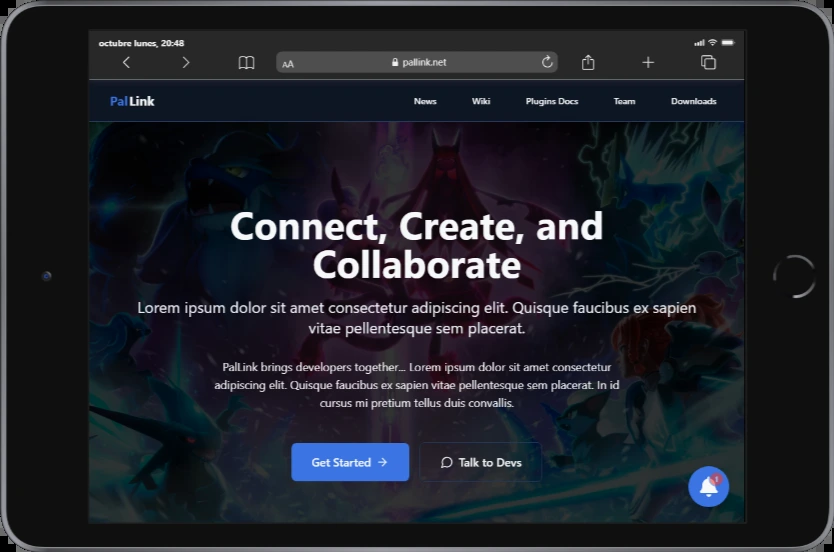 octubre lunes, 20:48
AA pallink.net
PalLink News Wiki Plugins Docs Team Downloads
Connect, Create, and
Collaborate
Lorem ipsum dolor sit amet consectetur adipiscing elit. Quisque faucibus ex sapien
vitae pellentesque sem placerat.
PalLink brings developers together... Lorem ipsum dolor sit amet consectetur
adipiscing elit. Quisque faucibus ex sapien vitae pellentesque sem placerat. In id
cursus mi pretium tellus duis convallis.
Get Started → Talk to Devs
1